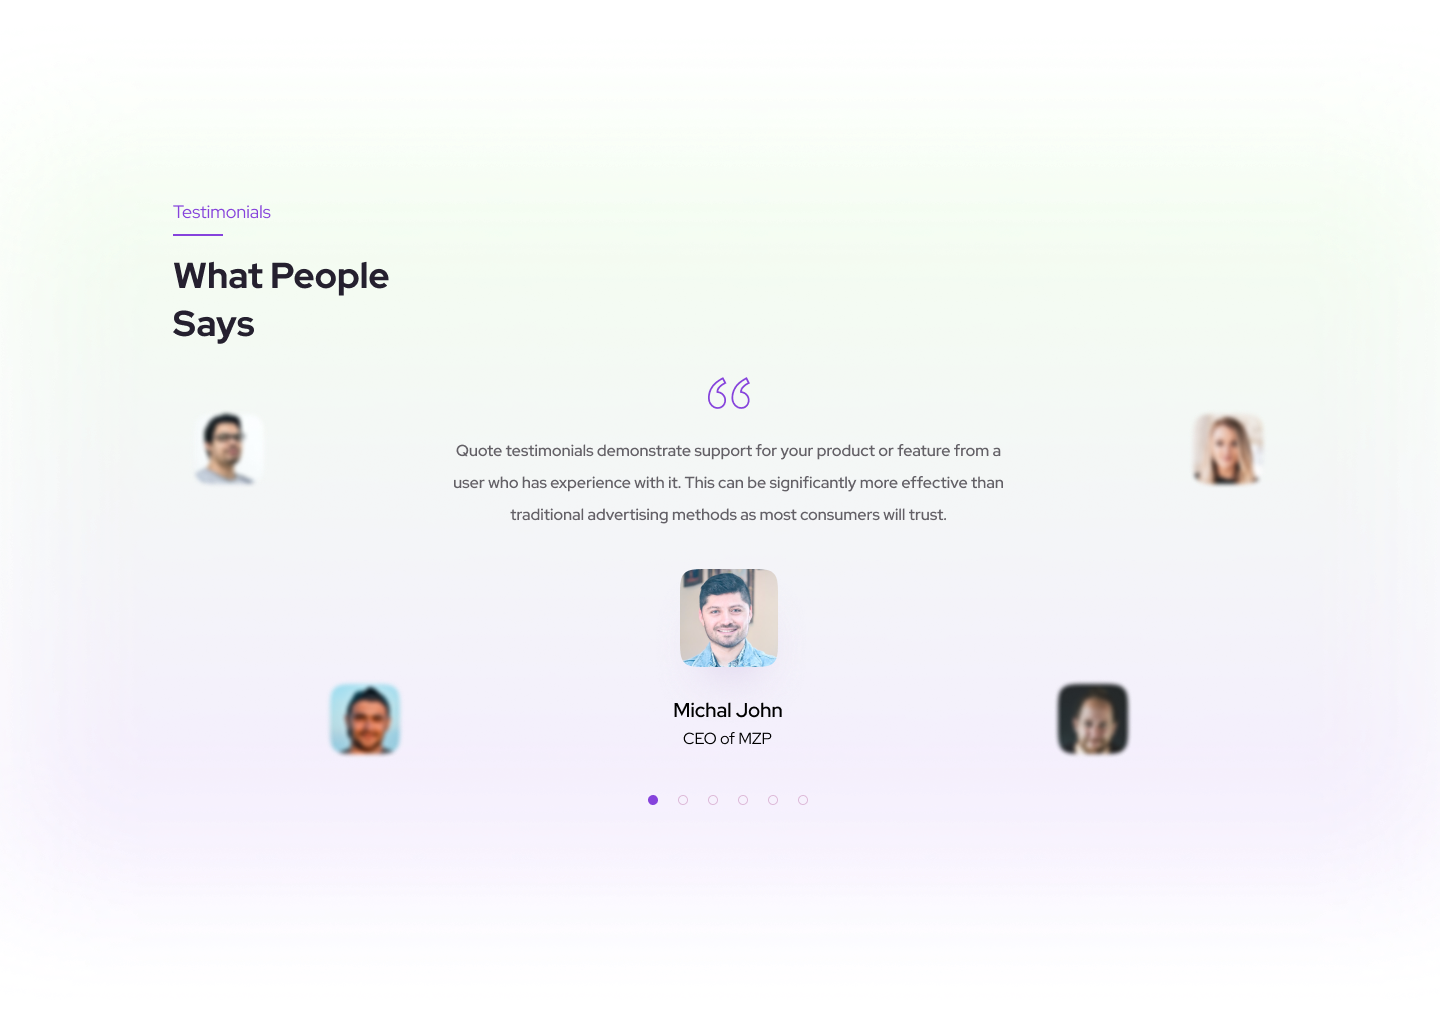 Testimonials
What People
Says
Quote testimonials demonstrate support for your product or feature from a
user who has experience with it. This can be significantly more effective than
traditional advertising methods as most consumers will trust.
Michal John
CEO of MZP